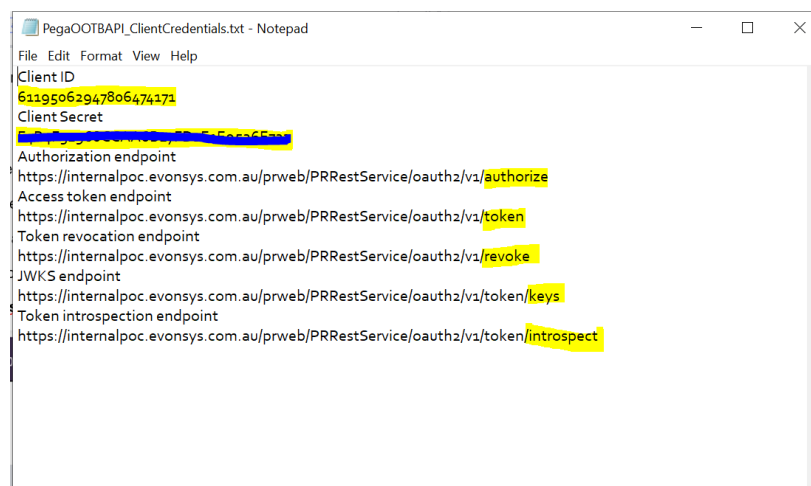 PegaOOTBAPI_ClientCredentials.txt - Notepad
File Edit Format View Help
Client ID
61195062947806474171
Client Secret
Authorization endpoint
https://internalpoc.evonsys.com.au/prweb/PRRestService/oauth2/v1/authorize
Access token endpoint
https://internalpoc.evonsys.com.au/prweb/PRRestService/oauth2/v1/token
Token revocation endpoint
https://internalpoc.evonsys.com.au/prweb/PRRestService/oauth2/v1/revoke
JWKS endpoint
https://internalpoc.evonsys.com.au/prweb/PRRestService/oauth2/v1/token/keys
Token introspection endpoint
https://internalpoc.evonsys.com.au/prweb/PRRestService/oauth2/v1/token/introspect